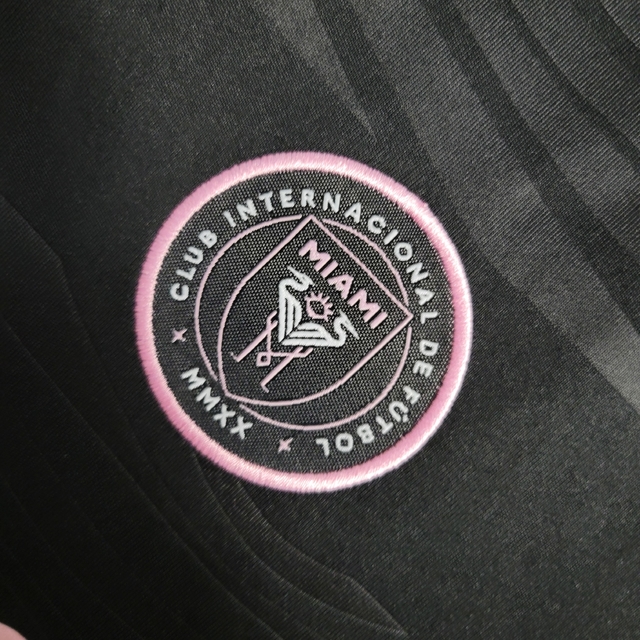 CLUB INTERNACIONAL DE FÚTBOL
MIAMI
MMXX